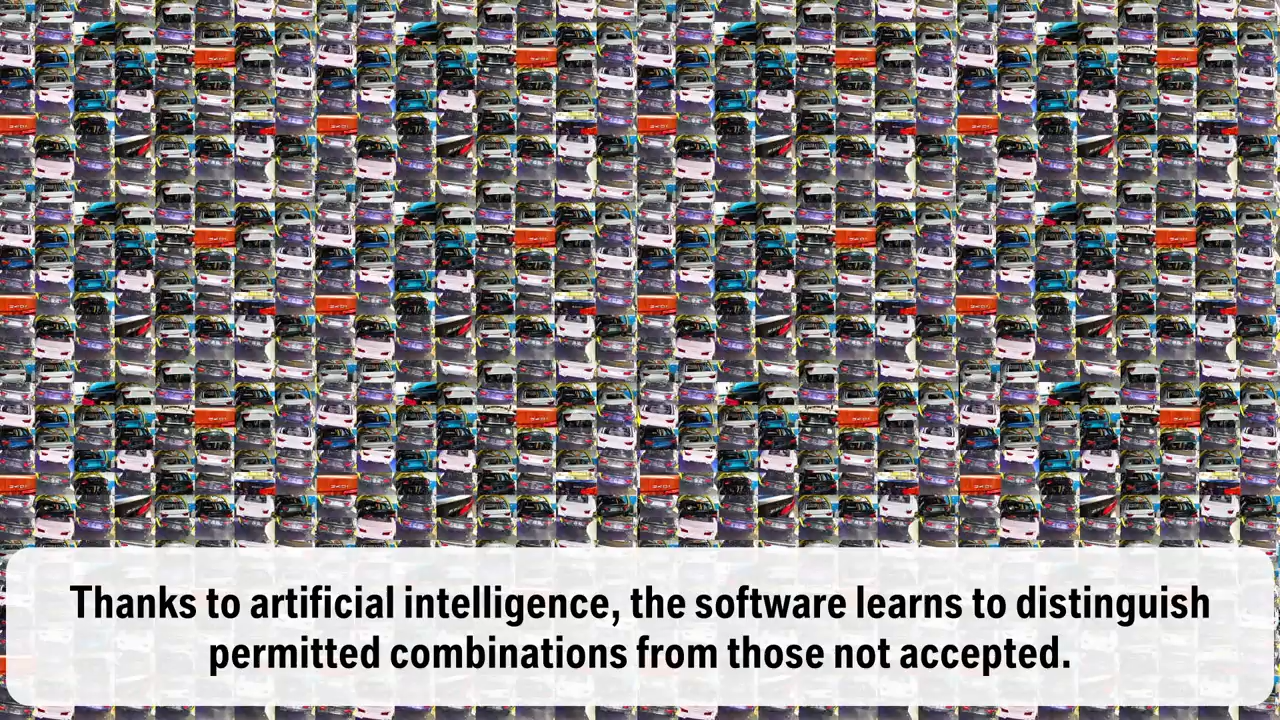 Thanks to artificial intelligence, the software learns to distinguish
permitted combinations from those not accepted.